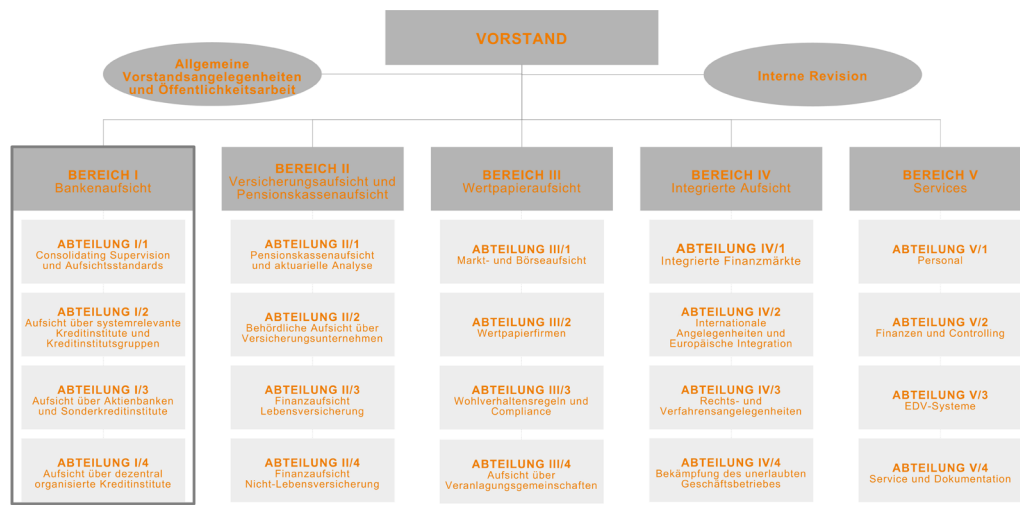 VORSTAND
Allgemeine
Vorstandsangelegenheiten
und Öffentlichkeitsarbeit
Interne Revision
BEREICH I
Bankenaufsicht
ABTEILUNG I/1
Consolidating Supervision
und Aufsichtsstandards
ABTEILUNG I/2
Aufsicht über systemrelevante
Kreditinstitute und
Kreditinstitutsgruppen
ABTEILUNG I/3
Aufsicht über Aktienbanken
und Sonderkreditinstitute
ABTEILUNG I/4
Aufsicht über dezentral
organisierte Kreditinstitute
BEREICH II
Versicherungsaufsicht und
Pensionskassenaufsicht
ABTEILUNG II/1
Pensionskassenaufsicht
und aktuarielle Analyse
ABTEILUNG II/2
Behördliche Aufsicht über
Versicherungsunternehmen
ABTEILUNG II/3
Finanzaufsicht
Lebensversicherung
ABTEILUNG II/4
Finanzaufsicht
Nicht-Lebensversicherung
BEREICH III
Wertpapieraufsicht
ABTEILUNG III/1
Markt- und Börseaufsicht
ABTEILUNG III/2
Wertpapierfirmen
ABTEILUNG III/3
Wohlverhaltensregeln und
Compliance
ABTEILUNG III/4
Aufsicht über
Veranlagungsgemeinschaften
BEREICH IV
Integrierte Aufsicht
ABTEILUNG IV/1
Integrierte Finanzmärkte
ABTEILUNG IV/2
Internationale
Angelegenheiten und
Europäische Integration
ABTEILUNG IV/3
Rechts- und
Verfahrensangelegenheiten
ABTEILUNG IV/4
Bekämpfung des unerlaubten
Geschäftsbetriebes
BEREICH V
Services
ABTEILUNG V/1
Personal
ABTEILUNG V/2
Finanzen und Controlling
ABTEILUNG V/3
EDV-Systeme
ABTEILUNG V/4
Service und Dokumentation